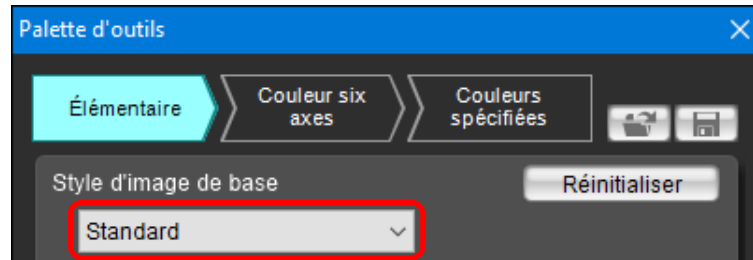 Palette d'outils
Élémentaire
Couleur six
axes
Couleurs
spécifiées
Style d'image de base
Réinitialiser
Standard